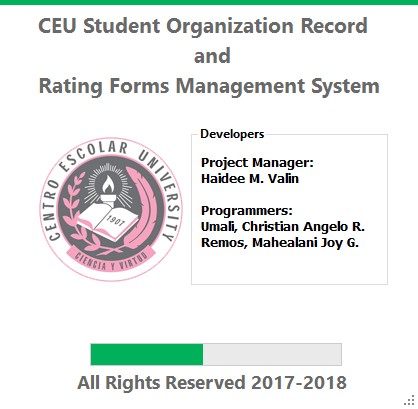 CEU Student Organization Record
and
Rating Forms Management System
Developers
Project Manager:
Haidee M. Valin
Programmers:
Umali, Christian Angelo R.
Remos, Mahealani Joy G.
CENTRO ESCOLAR UNIVERSITY
1907
CIENCIA Y VIRTUD
All Rights Reserved 2017-2018